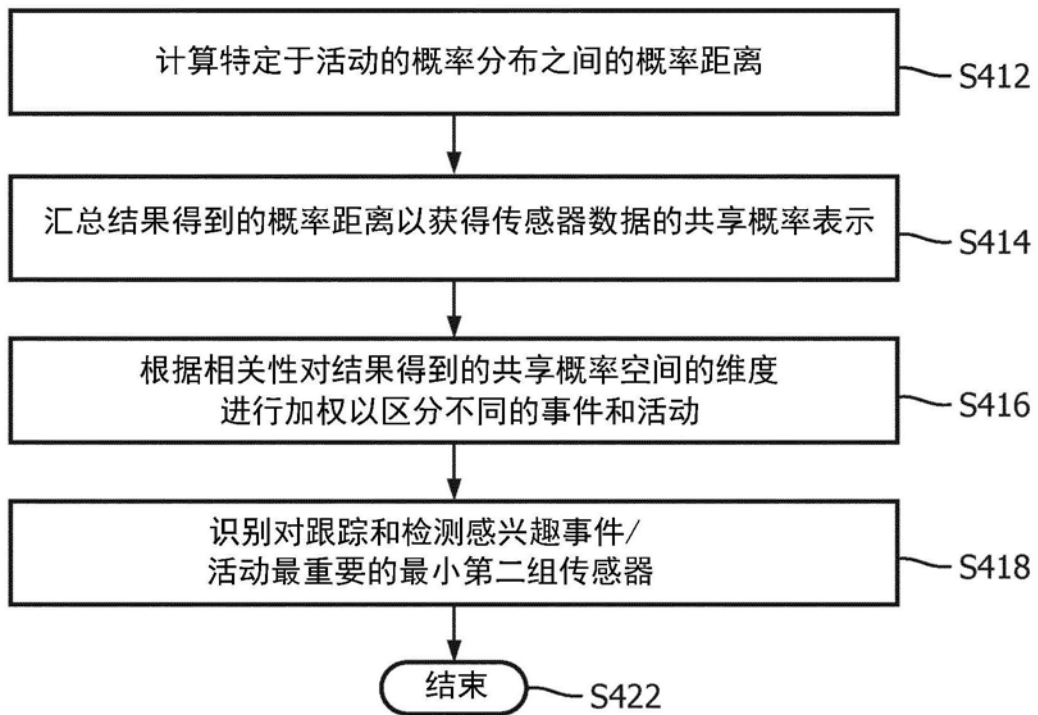 计算特定于活动的概率分布之间的概率距离
S412
汇总结果得到的概率距离以获得传感器数据的共享概率表示
S414
根据相关性对结果得到的共享概率空间的维度
进行加权以区分不同的事件和活动
S416
识别对跟踪和检测感兴趣事件/
活动最重要的最小第二组传感器
S418
结束
S422